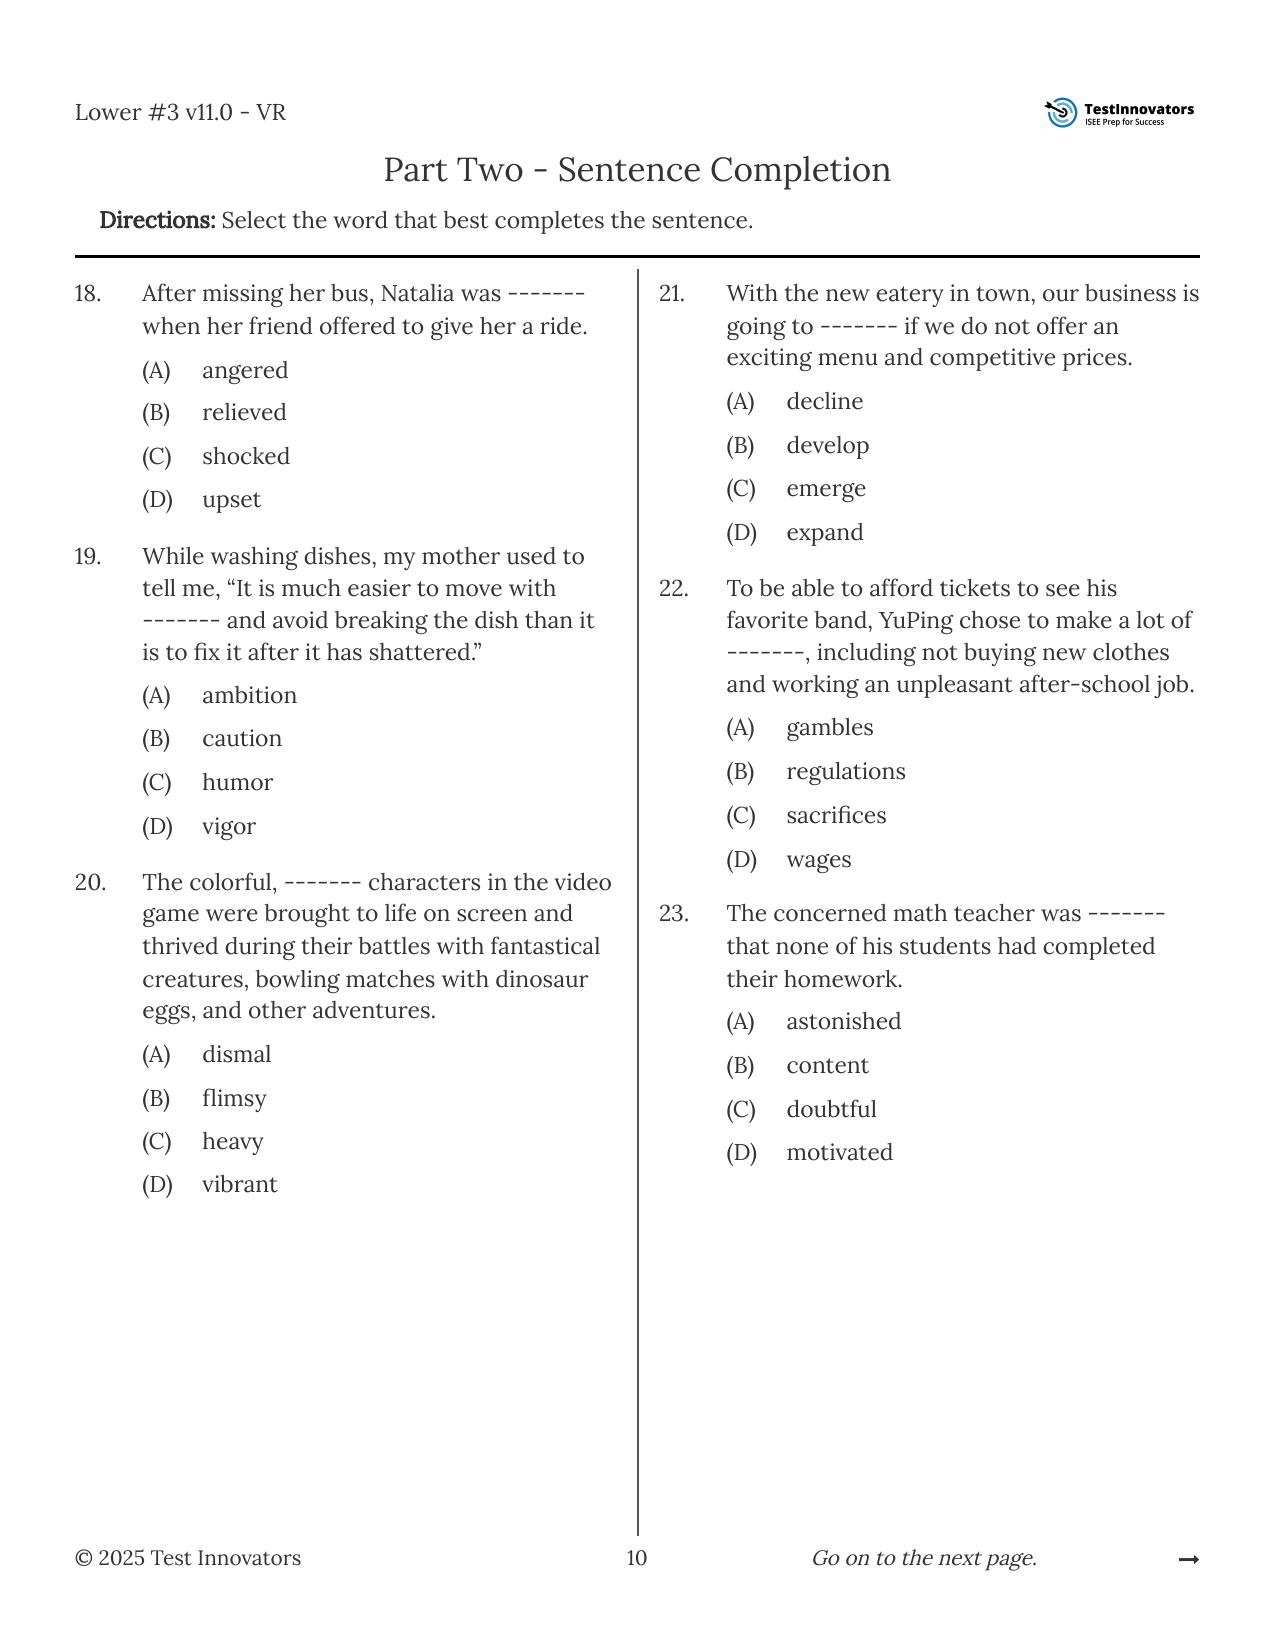 Lower #3 v11.0 - VR
TestInnovators
ISEE Prep for Success
Part Two - Sentence Completion
Directions: Select the word that best completes the sentence.
18. After missing her bus, Natalia was -------
when her friend offered to give her a ride.
(A) angered
(B) relieved
(C) shocked
(D) upset
19. While washing dishes, my mother used to
tell me, “It is much easier to move with
------- and avoid breaking the dish than it
is to fix it after it has shattered.”
(A) ambition
(B) caution
(C) humor
(D) vigor
20. The colorful, ------- characters in the video
game were brought to life on screen and
thrived during their battles with fantastical
creatures, bowling matches with dinosaur
eggs, and other adventures.
(A) dismal
(B) flimsy
(C) heavy
(D) vibrant
21. With the new eatery in town, our business is
going to ------- if we do not offer an
exciting menu and competitive prices.
(A) decline
(B) develop
(C) emerge
(D) expand
22. To be able to afford tickets to see his
favorite band, YuPing chose to make a lot of
-------, including not buying new clothes
and working an unpleasant after-school job.
(A) gambles
(B) regulations
(C) sacrifices
(D) wages
23. The concerned math teacher was -------
that none of his students had completed
their homework.
(A) astonished
(B) content
(C) doubtful
(D) motivated
© 2025 Test Innovators
10
Go on to the next page. →